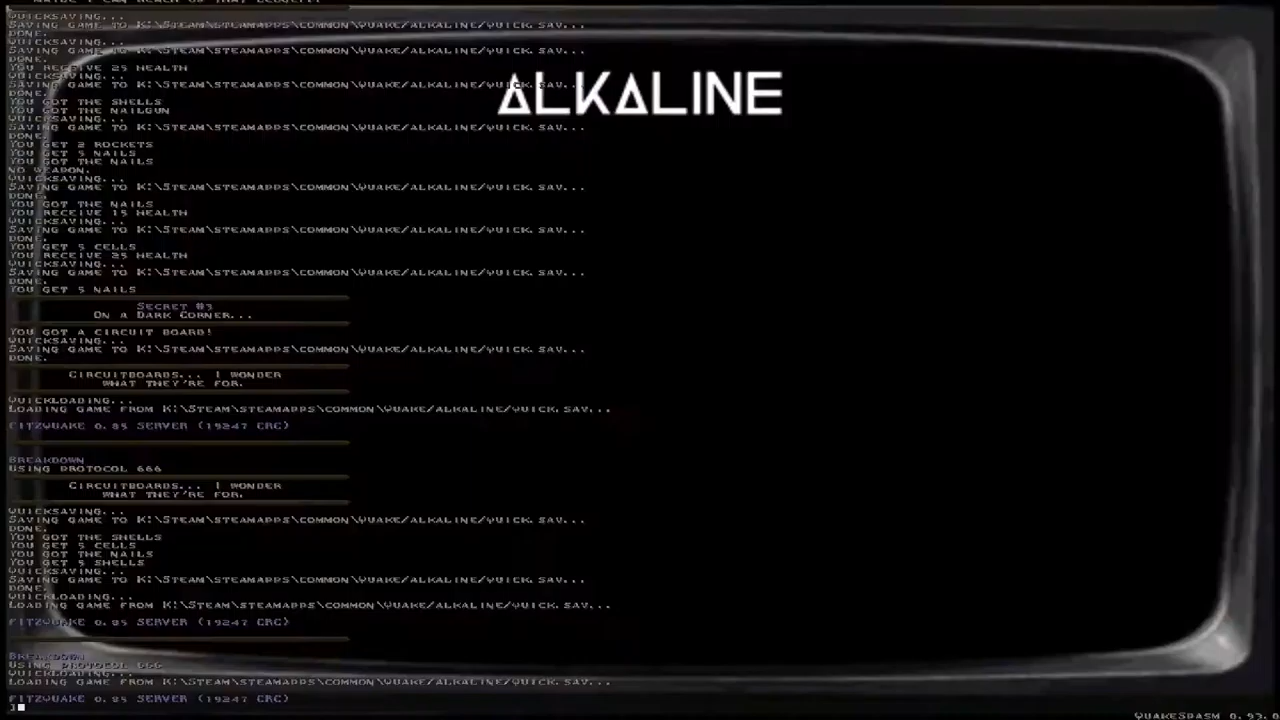 ALKALINE
QUICKSAVING...
SAVING GAME TO K:\STEAM\STEAMAPPS\COMMON\QUAKE/ALKALINE/QUICK.SAV...
DONE.
QUICKSAVING...
SAVING GAME TO K:\STEAM\STEAMAPPS\COMMON\QUAKE/ALKALINE/QUICK.SAV...
DONE.
YOU RECEIVE 25 HEALTH
QUICKSAVING...
SAVING GAME TO K:\STEAM\STEAMAPPS\COMMON\QUAKE/ALKALINE/QUICK.SAV...
DONE.
YOU GOT THE SHELLS
YOU GOT THE NAILGUN
QUICKSAVING...
SAVING GAME TO K:\STEAM\STEAMAPPS\COMMON\QUAKE/ALKALINE/QUICK.SAV...
DONE.
YOU GET 2 ROCKETS
YOU GET 5 NAILS
YOU GOT THE NAILS
NO WEAPON.
QUICKSAVING...
SAVING GAME TO K:\STEAM\STEAMAPPS\COMMON\QUAKE/ALKALINE/QUICK.SAV...
DONE.
YOU GOT THE NAILS
YOU RECEIVE 15 HEALTH
QUICKSAVING...
SAVING GAME TO K:\STEAM\STEAMAPPS\COMMON\QUAKE/ALKALINE/QUICK.SAV...
DONE.
YOU GET 5 CELLS
YOU RECEIVE 25 HEALTH
QUICKSAVING...
SAVING GAME TO K:\STEAM\STEAMAPPS\COMMON\QUAKE/ALKALINE/QUICK.SAV...
DONE.
YOU GET 5 NAILS
SECRET #3
ON A DARK CORNER...
YOU GOT A CIRCUIT BOARD!
QUICKSAVING...
SAVING GAME TO K:\STEAM\STEAMAPPS\COMMON\QUAKE/ALKALINE/QUICK.SAV...
DONE.
CIRCUITBOARDS... I WONDER
WHAT THEY'RE FOR.
QUICKLOADING...
LOADING GAME FROM K:\STEAM\STEAMAPPS\COMMON\QUAKE/ALKALINE/QUICK.SAV...
FITZQUAKE 0.85 SERVER (19247 CRC)
BREAKDOWN
USING PROTOCOL 666
CIRCUITBOARDS... I WONDER
WHAT THEY'RE FOR.
QUICKSAVING...
SAVING GAME TO K:\STEAM\STEAMAPPS\COMMON\QUAKE/ALKALINE/QUICK.SAV...
DONE.
YOU GOT THE SHELLS
YOU GET 5 CELLS
YOU GOT THE NAILS
YOU GET 5 SHELLS
QUICKSAVING...
SAVING GAME TO K:\STEAM\STEAMAPPS\COMMON\QUAKE/ALKALINE/QUICK.SAV...
DONE.
QUICKLOADING...
LOADING GAME FROM K:\STEAM\STEAMAPPS\COMMON\QUAKE/ALKALINE/QUICK.SAV...
FITZQUAKE 0.85 SERVER (19247 CRC)
BREAKDOWN
USING PROTOCOL 666
QUICKLOADING...
LOADING GAME FROM K:\STEAM\STEAMAPPS\COMMON\QUAKE/ALKALINE/QUICK.SAV...
FITZQUAKE 0.85 SERVER (19247 CRC)
]
QUAKESPASM 0.93.0